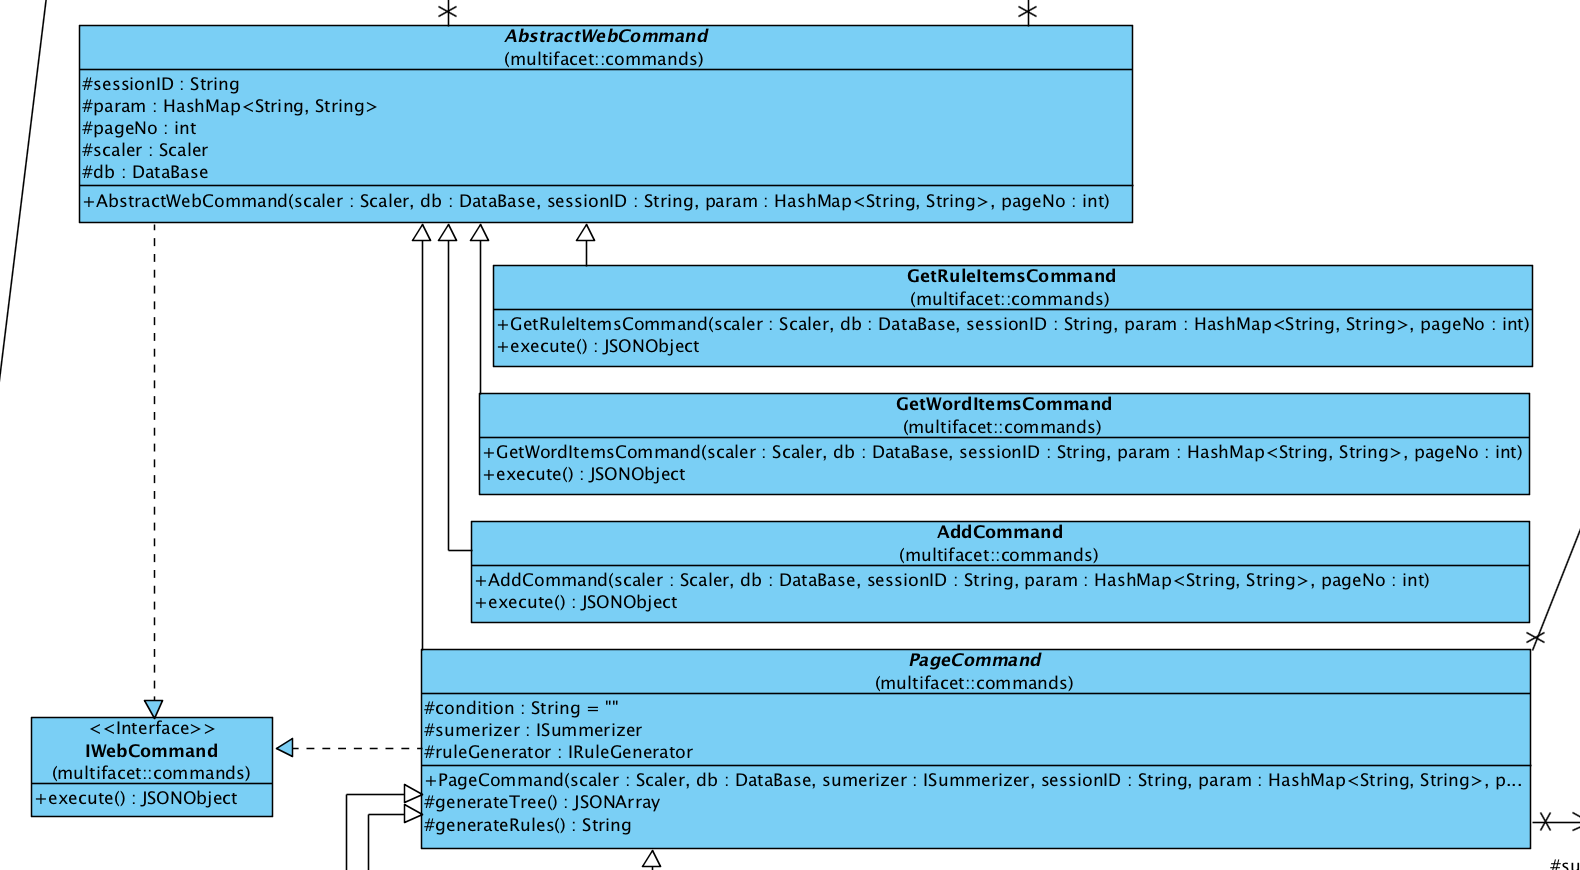 AbstractWebCommand
(multifacet::commands)
#sessionID : String
#param : HashMap<String, String>
#pageNo : int
#scaler : Scaler
#db : DataBase
+AbstractWebCommand(scaler : Scaler, db : DataBase, sessionID : String, param : HashMap<String, String>, pageNo : int)
GetRuleItemsCommand
(multifacet::commands)
+GetRuleItemsCommand(scaler : Scaler, db : DataBase, sessionID : String, param : HashMap<String, String>, pageNo : int)
+execute() : JSONObject
GetWordItemsCommand
(multifacet::commands)
+GetWordItemsCommand(scaler : Scaler, db : DataBase, sessionID : String, param : HashMap<String, String>, pageNo : int)
+execute() : JSONObject
AddCommand
(multifacet::commands)
+AddCommand(scaler : Scaler, db : DataBase, sessionID : String, param : HashMap<String, String>, pageNo : int)
+execute() : JSONObject
PageCommand
(multifacet::commands)
#condition : String = ""
#sumerizer : ISummerizer
#ruleGenerator : IRuleGenerator
+PageCommand(scaler : Scaler, db : DataBase, sumerizer : ISummerizer, sessionID : String, param : HashMap<String, String>, p...
#generateTree() : JSONArray
#generateRules() : String
<<Interface>>
IWebCommand
(multifacet::commands)
+execute() : JSONObject
#su